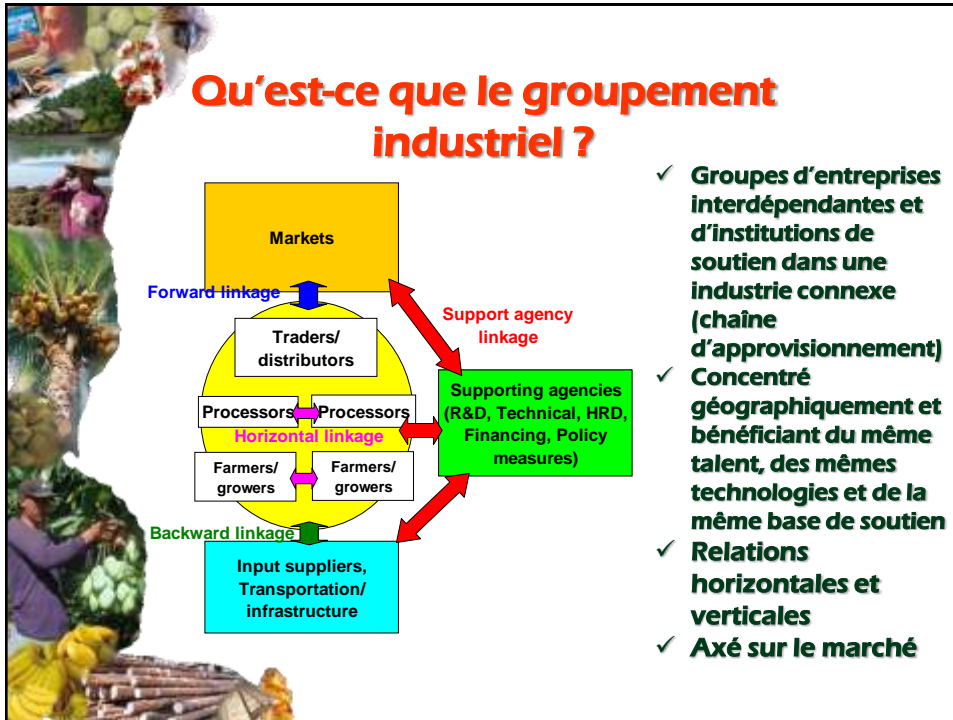 Qu’est-ce que le groupement
industriel ?
Markets
Forward linkage
Support agency
linkage
Traders/
distributors
Processors
Processors
Horizontal linkage
Farmers/
growers
Farmers/
growers
Supporting agencies
(R&D, Technical, HRD,
Financing, Policy
measures)
Backward linkage
Input suppliers,
Transportation/
infrastructure
✓ Groupes d’entreprises
interdépendantes et
d’institutions de
soutien dans une
industrie connexe
(chaîne
d’approvisionnement)
✓ Concentré
géographiquement et
bénéficiant du même
talent, des mêmes
technologies et de la
même base de soutien
✓ Relations
horizontales et
verticales
✓ Axé sur le marché